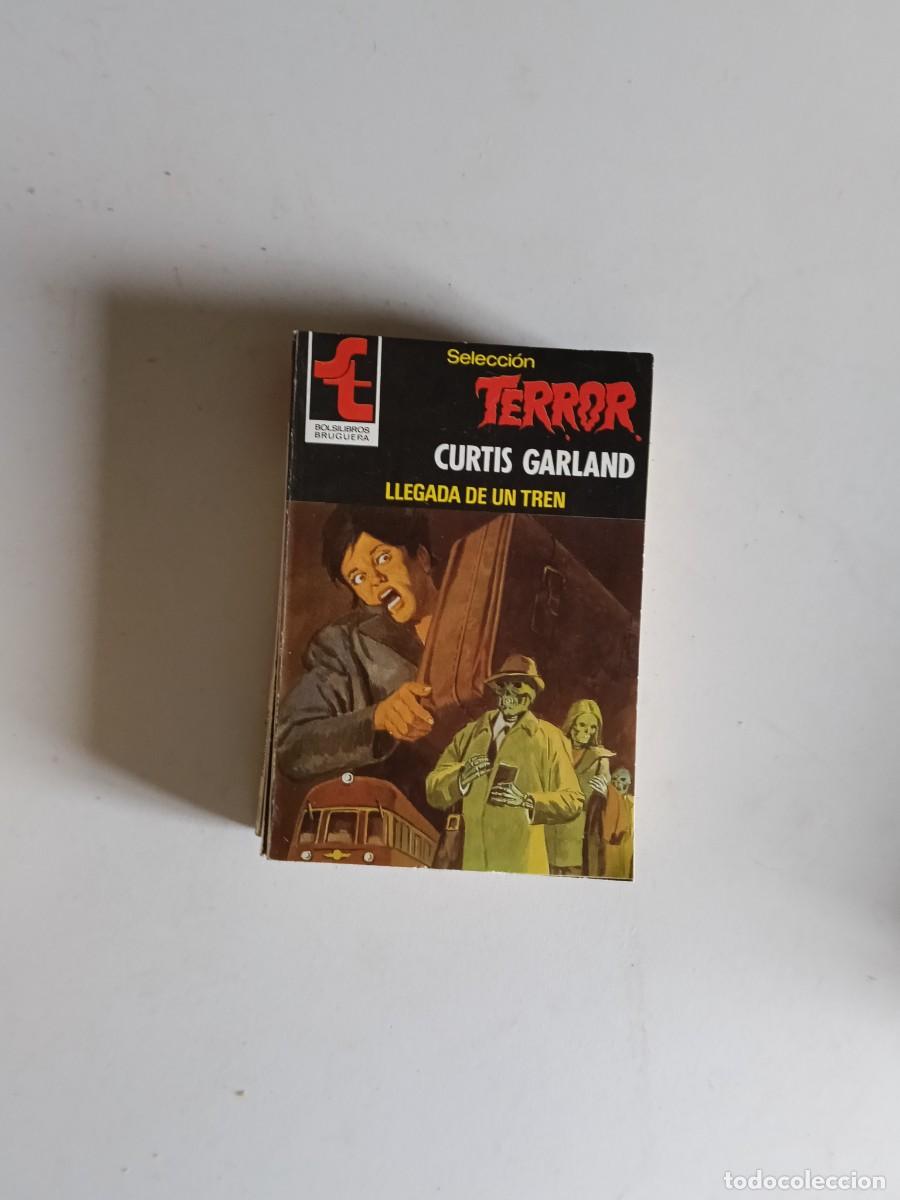 Selección
TERROR
BOLSILIBROS
BRUGUERA
CURTIS GARLAND
LLEGADA DE UN TREN
todocoleccion